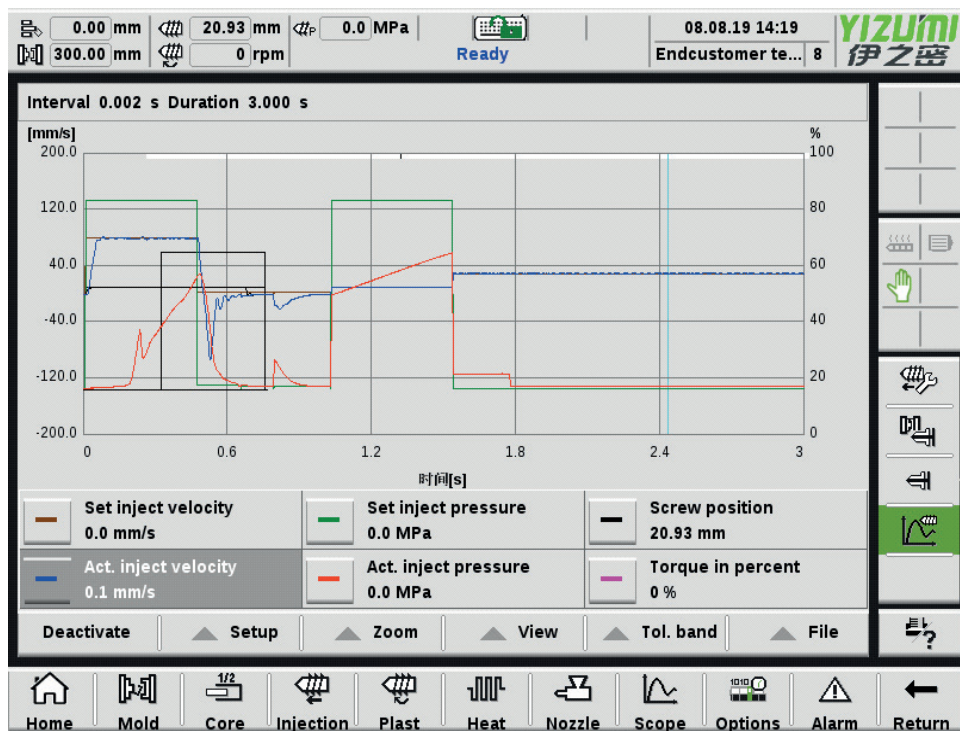 0.00 mm 20.93 mm P 0.0 MPa 08.08.19 14:19 YIZUMI
300.00 mm 0 rpm Ready Endcustomer te... 8 伊之密
Interval 0.002 s Duration 3.000 s
[mm/s] %
200.0 100
120.0 80
40.0 60
-40.0 40
-120.0 20
-200.0 0
0 0.6 1.2 1.8 2.4 3
时间[s]
Set inject velocity Set inject pressure Screw position
0.0 mm/s 0.0 MPa 20.93 mm
Act. inject velocity Act. inject pressure Torque in percent
0.1 mm/s 0.0 MPa 0 %
Deactivate Setup Zoom View Tol. band File
?
1/2 1010
Home Mold Core Injection Plast Heat Nozzle Scope Options Alarm Return